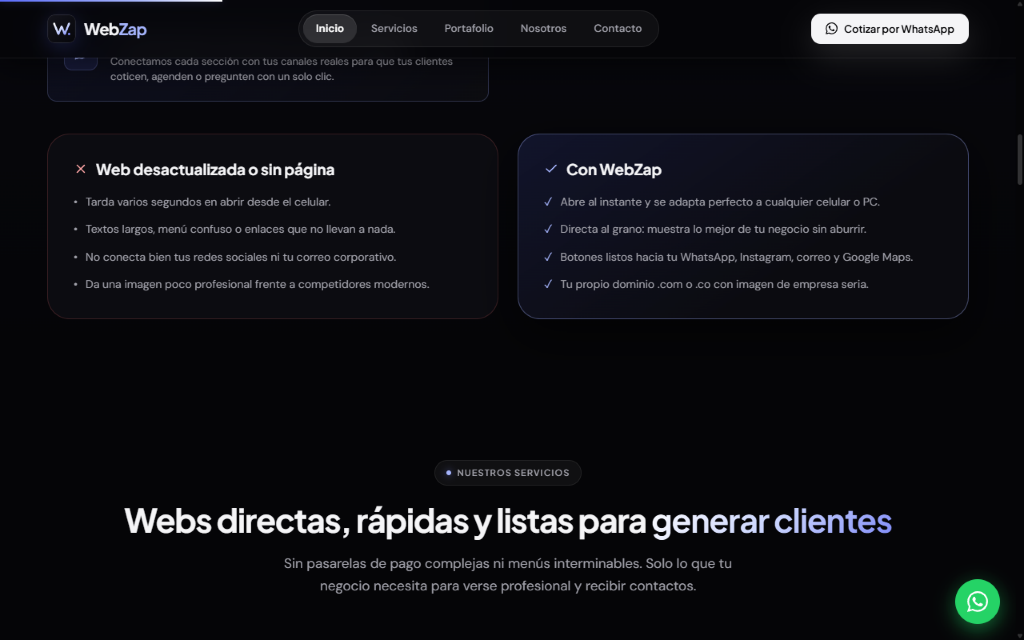 W.
WebZap
Inicio
Servicios
Portafolio
Nosotros
Contacto
Cotizar por WhatsApp
Conectamos cada sección con tus canales reales para que tus clientes
coticen, agenden o pregunten con un solo clic.
✕ Web desactualizada o sin página
• Tarda varios segundos en abrir desde el celular.
• Textos largos, menú confuso o enlaces que no llevan a nada.
• No conecta bien tus redes sociales ni tu correo corporativo.
• Da una imagen poco profesional frente a competidores modernos.
✓ Con WebZap
✓ Abre al instante y se adapta perfecto a cualquier celular o PC.
✓ Directa al grano: muestra lo mejor de tu negocio sin aburrir.
✓ Botones listos hacia tu WhatsApp, Instagram, correo y Google Maps.
✓ Tu propio dominio .com o .co con imagen de empresa seria.
NUESTROS SERVICIOS
Webs directas, rápidas y listas para generar clientes
Sin pasarelas de pago complejas ni menús interminables. Solo lo que tu
negocio necesita para verse profesional y recibir contactos.